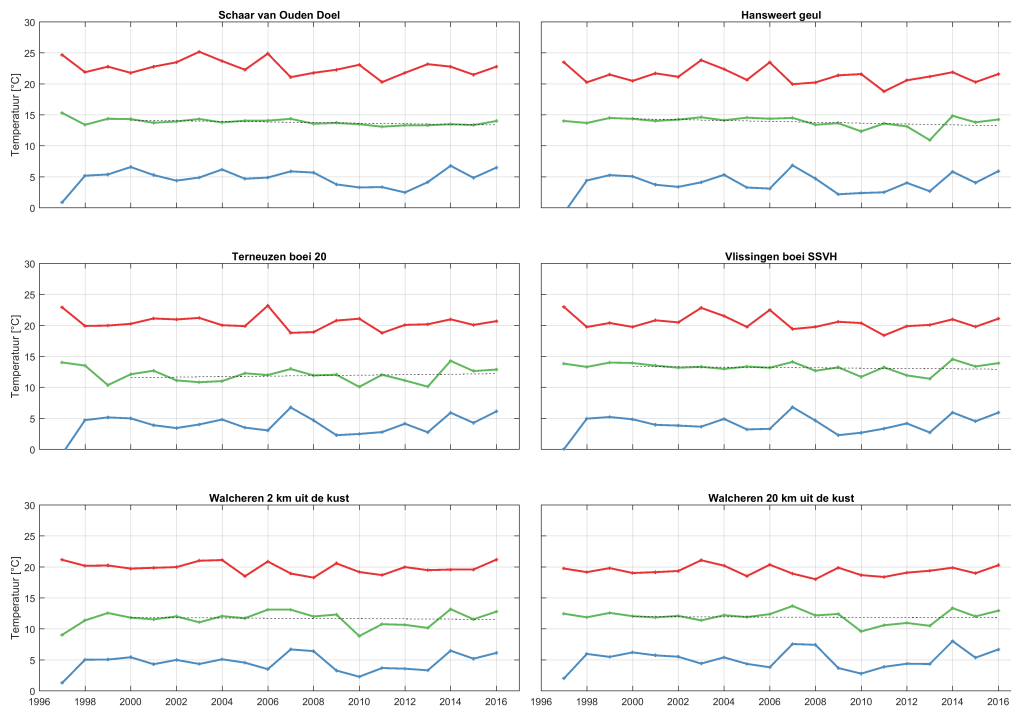 Schaar van Ouden Doel
Hansweert geul
30
25
20
15
10
5
0
Temperatuur [°C]
Terneuzen boei 20
Vlissingen boei SSVH
30
25
20
15
10
5
0
Temperatuur [°C]
Walcheren 2 km uit de kust
Walcheren 20 km uit de kust
30
25
20
15
10
5
0
Temperatuur [°C]
1996 1998 2000 2002 2004 2006 2008 2010 2012 2014 2016
1996 1998 2000 2002 2004 2006 2008 2010 2012 2014 2016